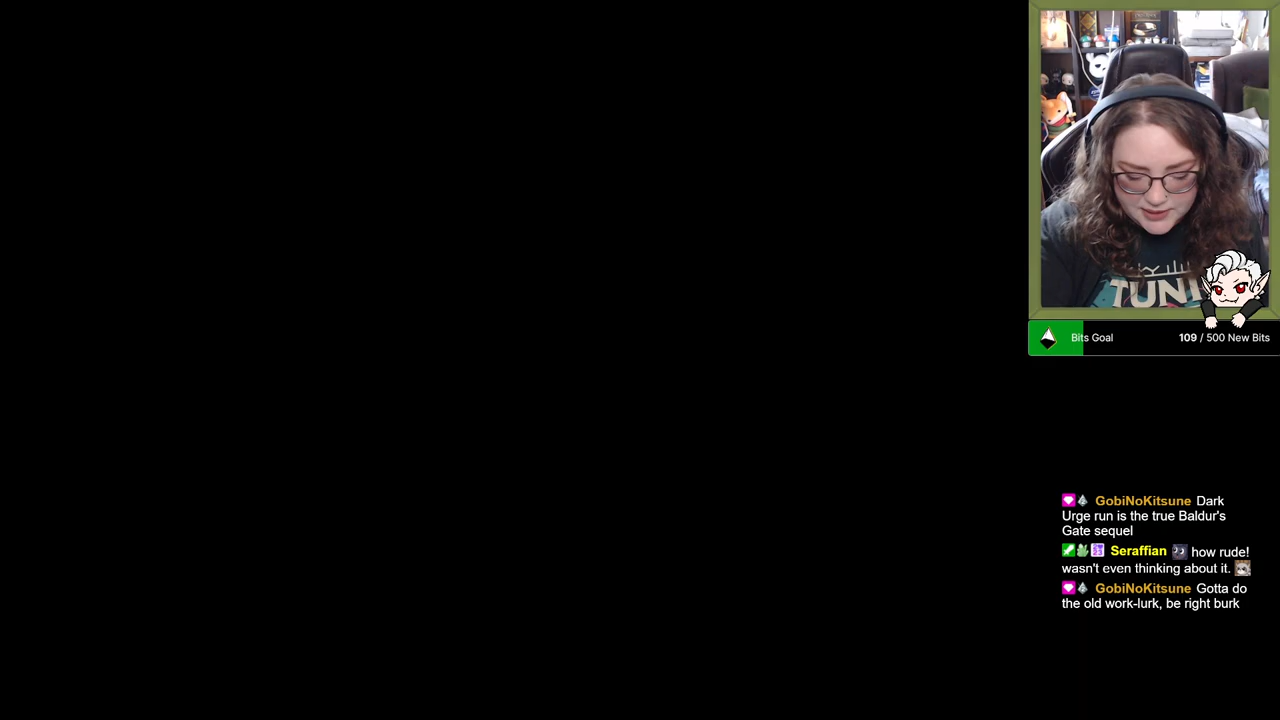 TUNI
Bits Goal
109 / 500 New Bits
GobiNoKitsune Dark
Urge run is the true Baldur's
Gate sequel
Seraffian how rude!
wasn't even thinking about it.
GobiNoKitsune Gotta do
the old work-lurk, be right burk